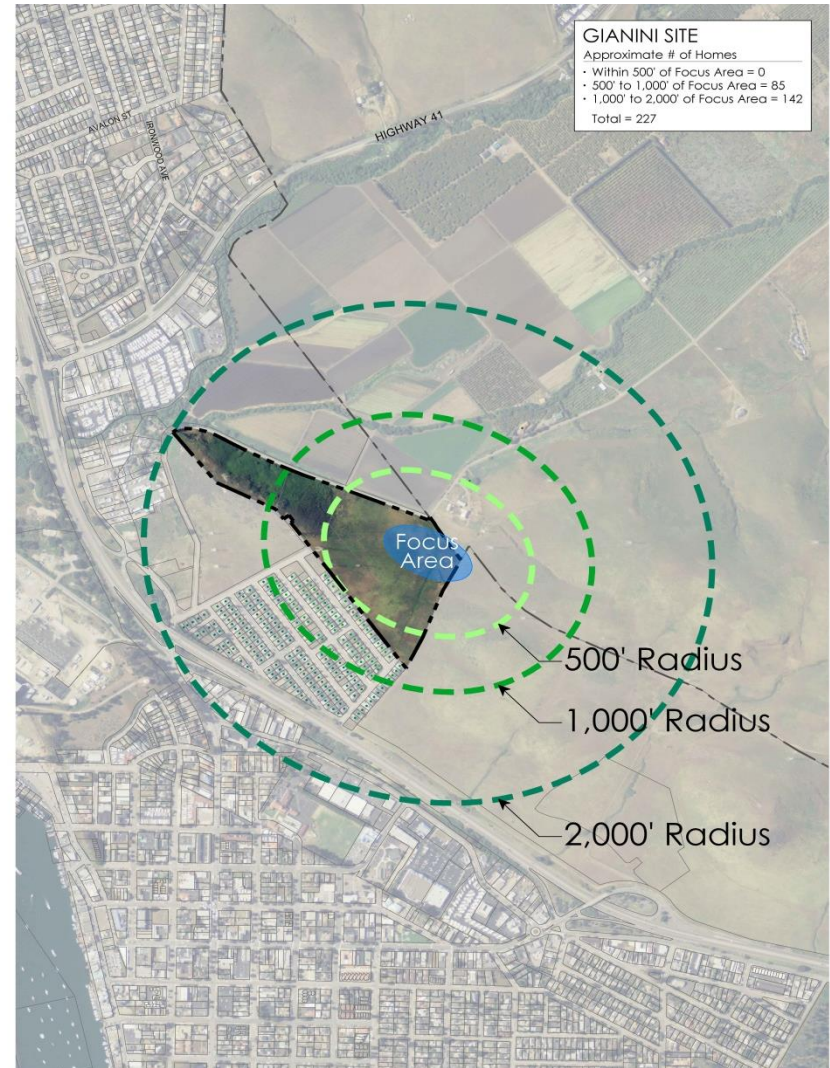 GIANINI SITE
Approximate # of Homes
• Within 500' of Focus Area = 0
• 500' to 1,000' of Focus Area = 85
• 1,000' to 2,000' of Focus Area = 142
Total = 227
AVALON ST
IRONWOOD AVE
HIGHWAY 41
Focus
Area
500' Radius
1,000' Radius
2,000' Radius